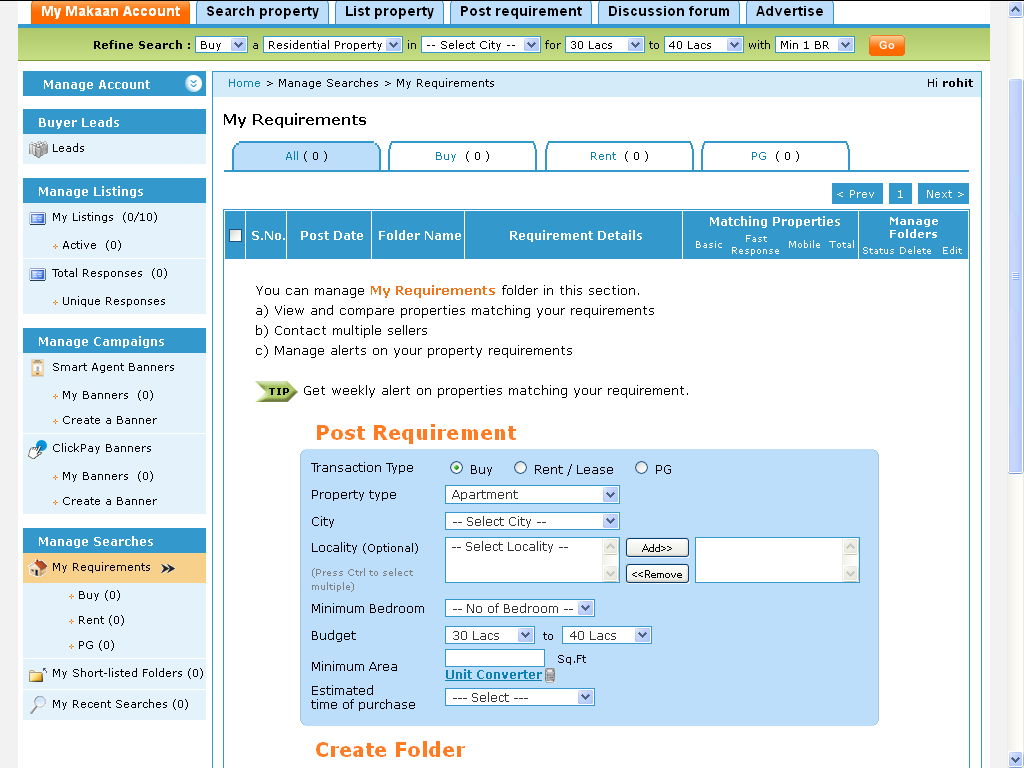 My Makaan Account Search property List property Post requirement Discussion forum Advertise
Refine Search : Buy a Residential Property in -- Select City -- for 30 Lacs to 40 Lacs with Min 1 BR Go
Manage Account
Home > Manage Searches > My Requirements Hi rohit
Buyer Leads
Leads
Manage Listings
My Listings (0/10)
Active (0)
Total Responses (0)
Unique Responses
Manage Campaigns
Smart Agent Banners
My Banners (0)
Create a Banner
ClickPay Banners
My Banners (0)
Create a Banner
Manage Searches
My Requirements
Buy (0)
Rent (0)
PG (0)
My Short-listed Folders (0)
My Recent Searches (0)
My Requirements
All ( 0 ) Buy ( 0 ) Rent ( 0 ) PG ( 0 )
< Prev 1 Next >
S.No. Post Date Folder Name Requirement Details Matching Properties Manage Folders
Basic Fast Response Mobile Total Status Delete Edit
You can manage My Requirements folder in this section.
a) View and compare properties matching your requirements
b) Contact multiple sellers
c) Manage alerts on your property requirements
TIP Get weekly alert on properties matching your requirement.
Post Requirement
Transaction Type Buy Rent / Lease PG
Property type Apartment
City -- Select City --
Locality (Optional) -- Select Locality -- Add>>
(Press Ctrl to select multiple) <<Remove
Minimum Bedroom -- No of Bedroom --
Budget 30 Lacs to 40 Lacs
Minimum Area Sq.Ft
Unit Converter
Estimated time of purchase --- Select ---
Create Folder